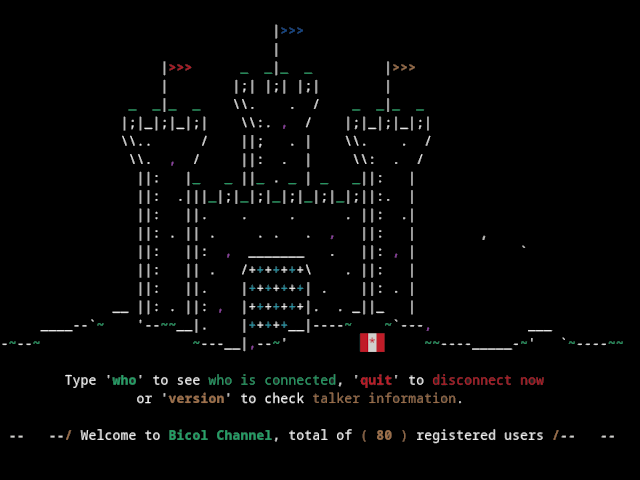 Type 'who' to see who is connected, 'quit' to disconnect now
or 'version' to check talker information.
--   --/ Welcome to Bicol Channel, total of ( 80 ) registered users /--   --